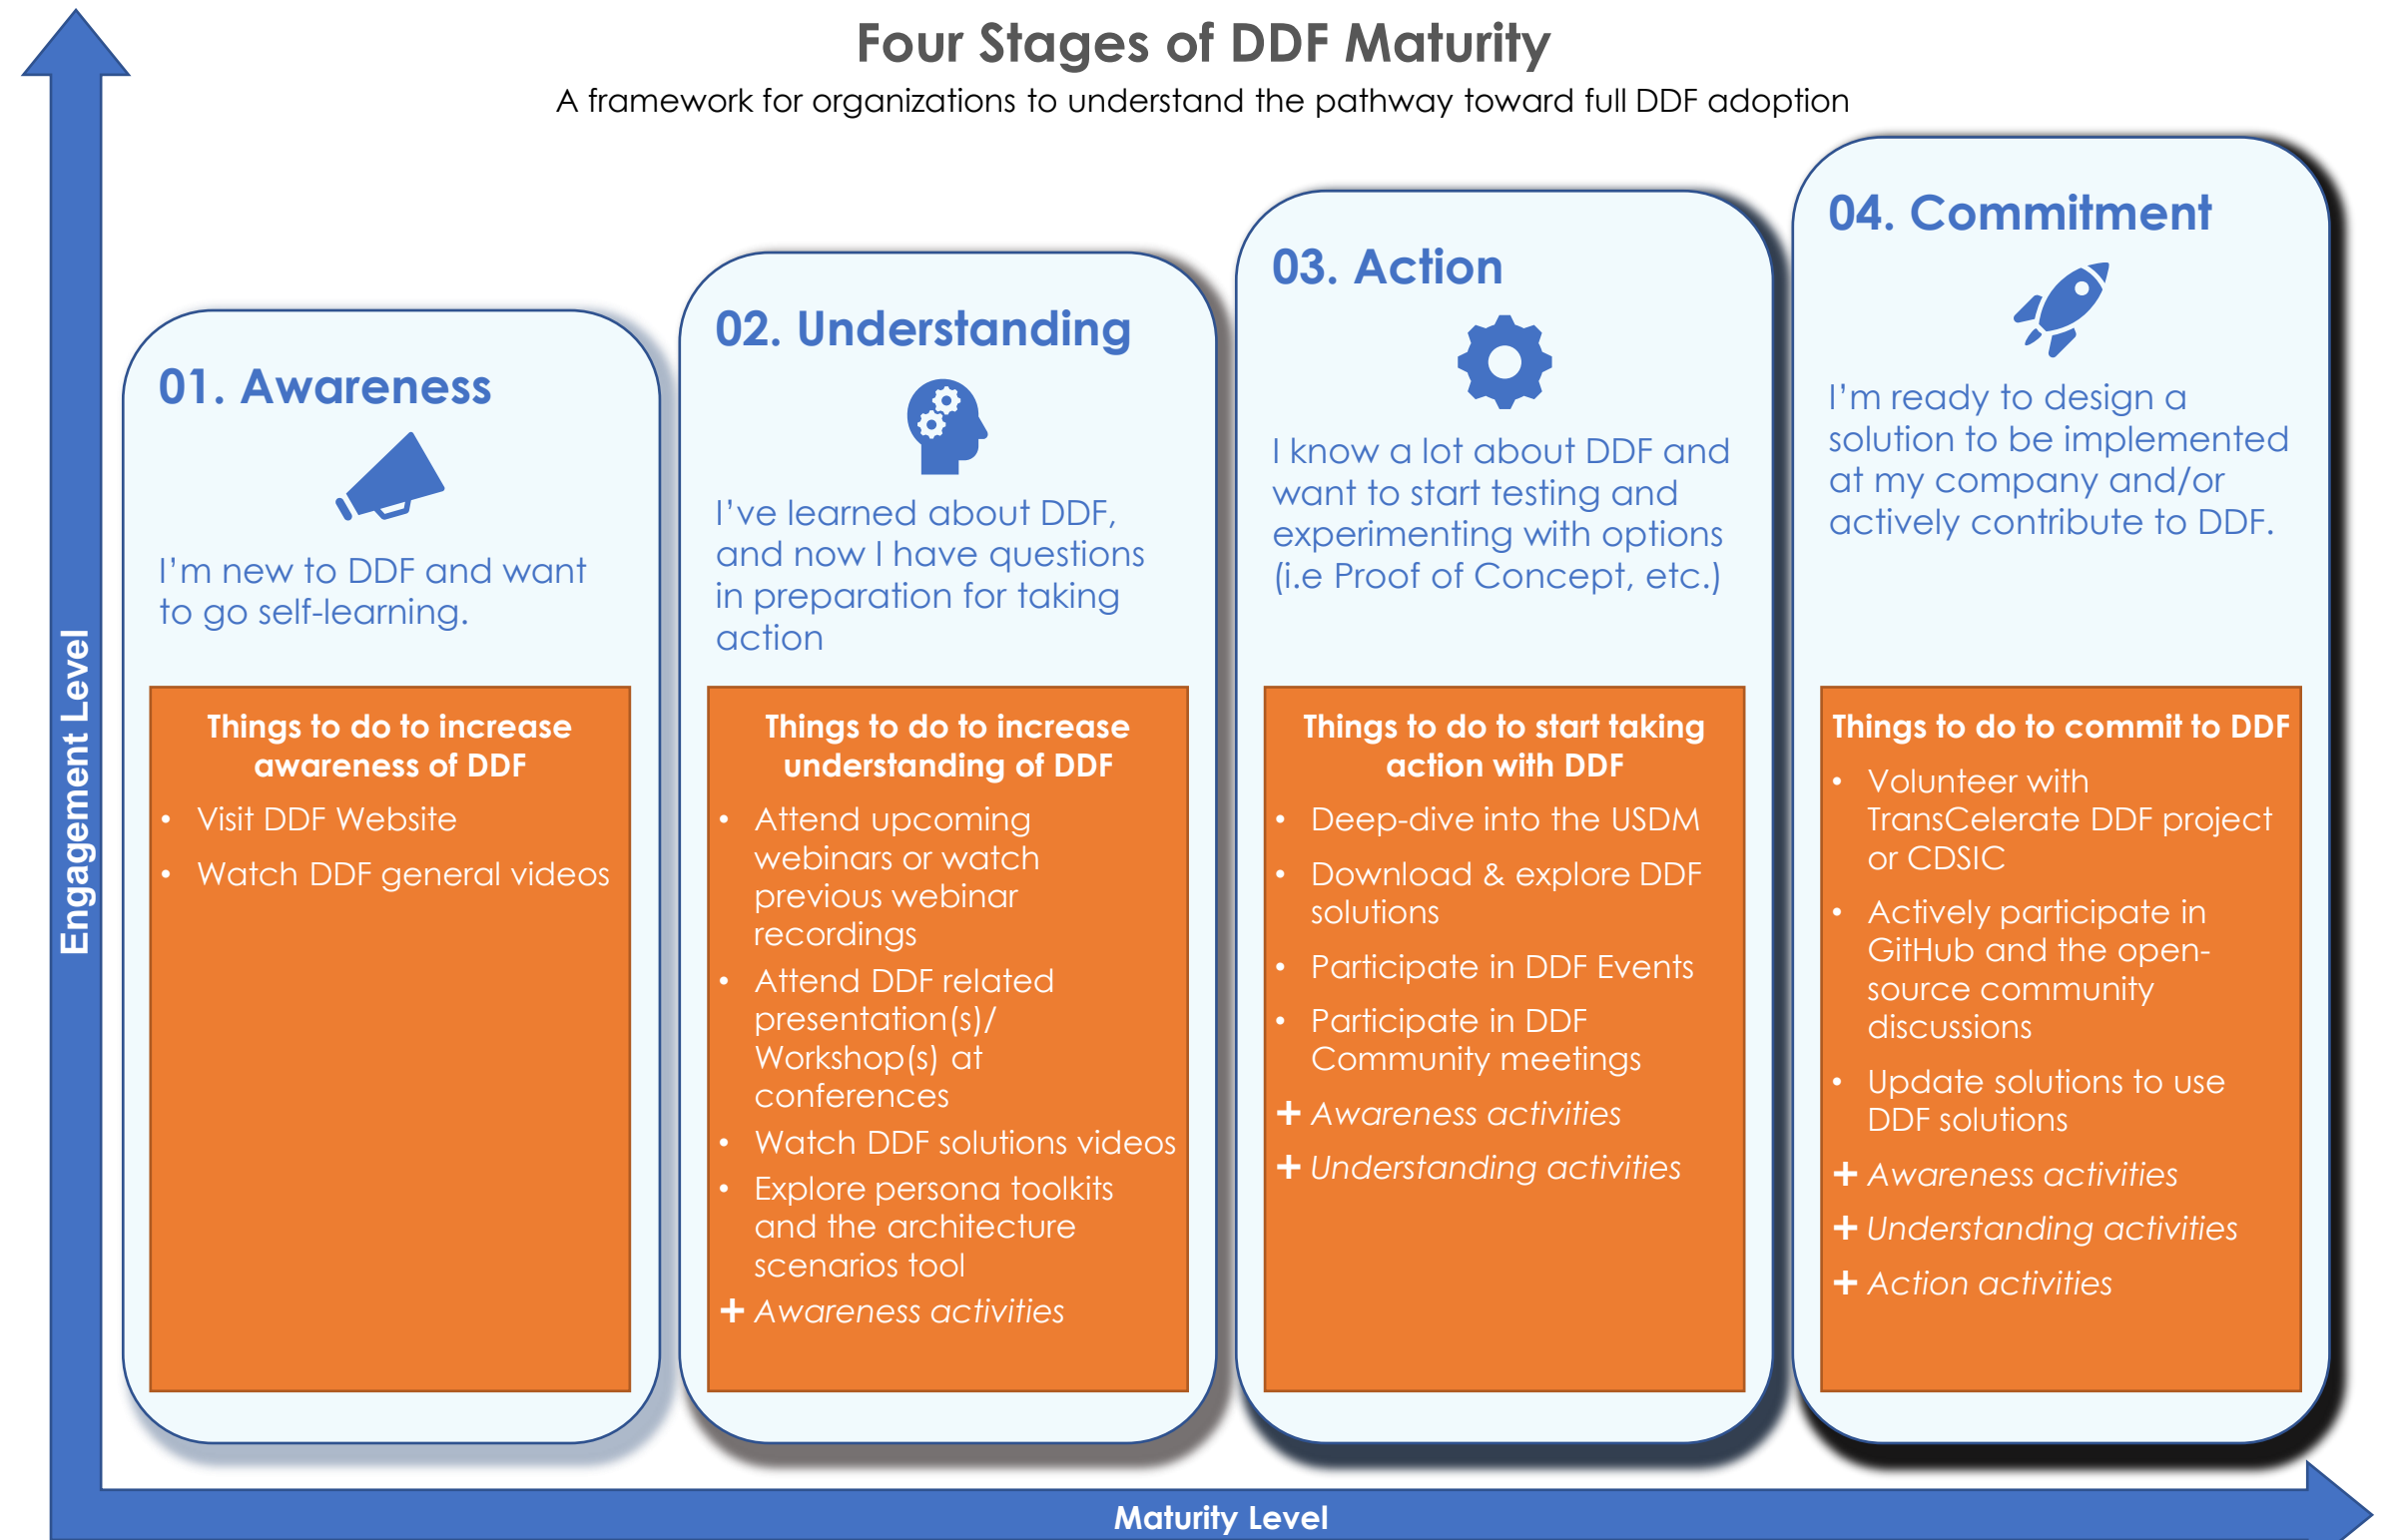 Four Stages of DDF Maturity
A framework for organizations to understand the pathway toward full DDF adoption
Engagement Level
01. Awareness
I'm new to DDF and want
to go self-learning.
Things to do to increase
awareness of DDF
• Visit DDF Website
• Watch DDF general videos
02. Understanding
I've learned about DDF,
and now I have questions
in preparation for taking
action
Things to do to increase
understanding of DDF
• Attend upcoming
webinars or watch
previous webinar
recordings
• Attend DDF related
presentation(s)/
Workshop(s) at
conferences
• Watch DDF solutions videos
• Explore persona toolkits
and the architecture
scenarios tool
+ Awareness activities
03. Action
I know a lot about DDF and
want to start testing and
experimenting with options
(i.e Proof of Concept, etc.)
Things to do to start taking
action with DDF
• Deep-dive into the USDM
• Download & explore DDF
solutions
• Participate in DDF Events
• Participate in DDF
Community meetings
+ Awareness activities
+ Understanding activities
04. Commitment
I'm ready to design a
solution to be implemented
at my company and/or
actively contribute to DDF.
Things to do to commit to DDF
• Volunteer with
TransCelerate DDF project
or CDSIC
• Actively participate in
GitHub and the open-
source community
discussions
• Update solutions to use
DDF solutions
+ Awareness activities
+ Understanding activities
+ Action activities
Maturity Level